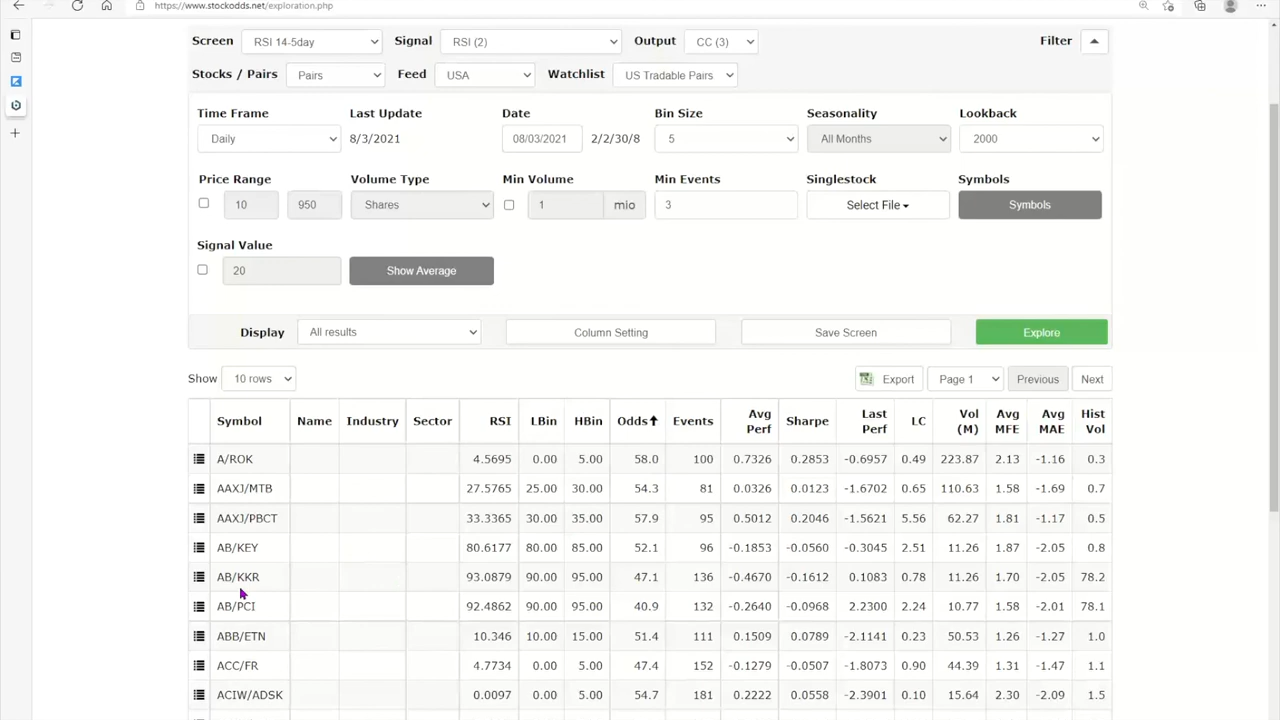 https://www.stockodds.net/exploration.php
Screen RSI 14-5day Signal RSI (2) Output CC (3) Filter
Stocks / Pairs Pairs Feed USA Watchlist US Tradable Pairs
Time Frame Last Update Date Bin Size Seasonality Lookback
Daily 8/3/2021 08/03/2021 2/2/30/8 5 All Months 2000
Price Range Volume Type Min Volume Min Events Singlestock Symbols
10 950 Shares 1 mio 3 Select File Symbols
Signal Value
20 Show Average
Display All results Column Setting Save Screen Explore
Show 10 rows Export Page 1 Previous Next
Symbol Name Industry Sector RSI LBin HBin Odds Events Avg Perf Sharpe Last Perf LC Vol (M) Avg MFE Avg MAE Hist Vol
A/ROK 4.5695 0.00 5.00 58.0 100 0.7326 0.2853 -0.6957 0.49 223.87 2.13 -1.16 0.3
AAXJ/MTB 27.5765 25.00 30.00 54.3 81 0.0326 0.0123 -1.6702 0.65 110.63 1.58 -1.69 0.7
AAXJ/PBCT 33.3365 30.00 35.00 57.9 95 0.5012 0.2046 -1.5621 5.56 62.27 1.81 -1.17 0.5
AB/KEY 80.6177 80.00 85.00 52.1 96 -0.1853 -0.0560 -0.3045 2.51 11.26 1.87 -2.05 0.8
AB/KKR 93.0879 90.00 95.00 47.1 136 -0.4670 -0.1612 0.1083 0.78 11.26 1.70 -2.05 78.2
AB/PCI 92.4862 90.00 95.00 40.9 132 -0.2640 -0.0968 2.2300 2.24 10.77 1.58 -2.01 78.1
ABB/ETN 10.346 10.00 15.00 51.4 111 0.1509 0.0789 -2.1141 0.23 50.53 1.26 -1.27 1.0
ACC/FR 4.7734 0.00 5.00 47.4 152 -0.1279 -0.0507 -1.8073 0.90 44.39 1.31 -1.47 1.1
ACIW/ADSK 0.0097 0.00 5.00 54.7 181 0.2222 0.0558 -2.3901 0.10 15.64 2.30 -2.09 1.5